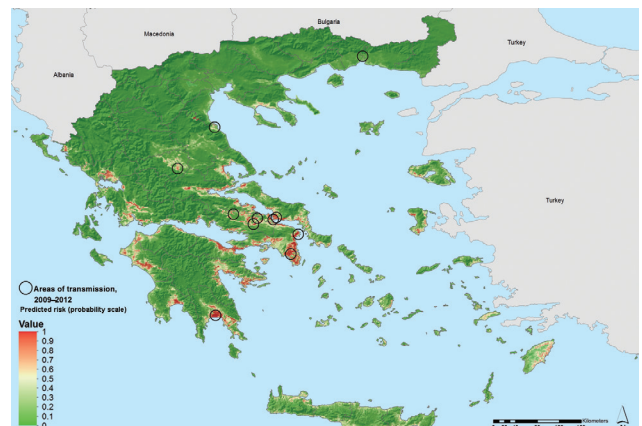 Bulgaria
Macedonia
Turkey
Albania
Turkey
Areas of transmission,
2009–2012
Predicted risk (probability scale)
Value
1
0.9
0.8
0.7
0.6
0.5
0.4
0.3
0.2
0.1
0
Kilometers